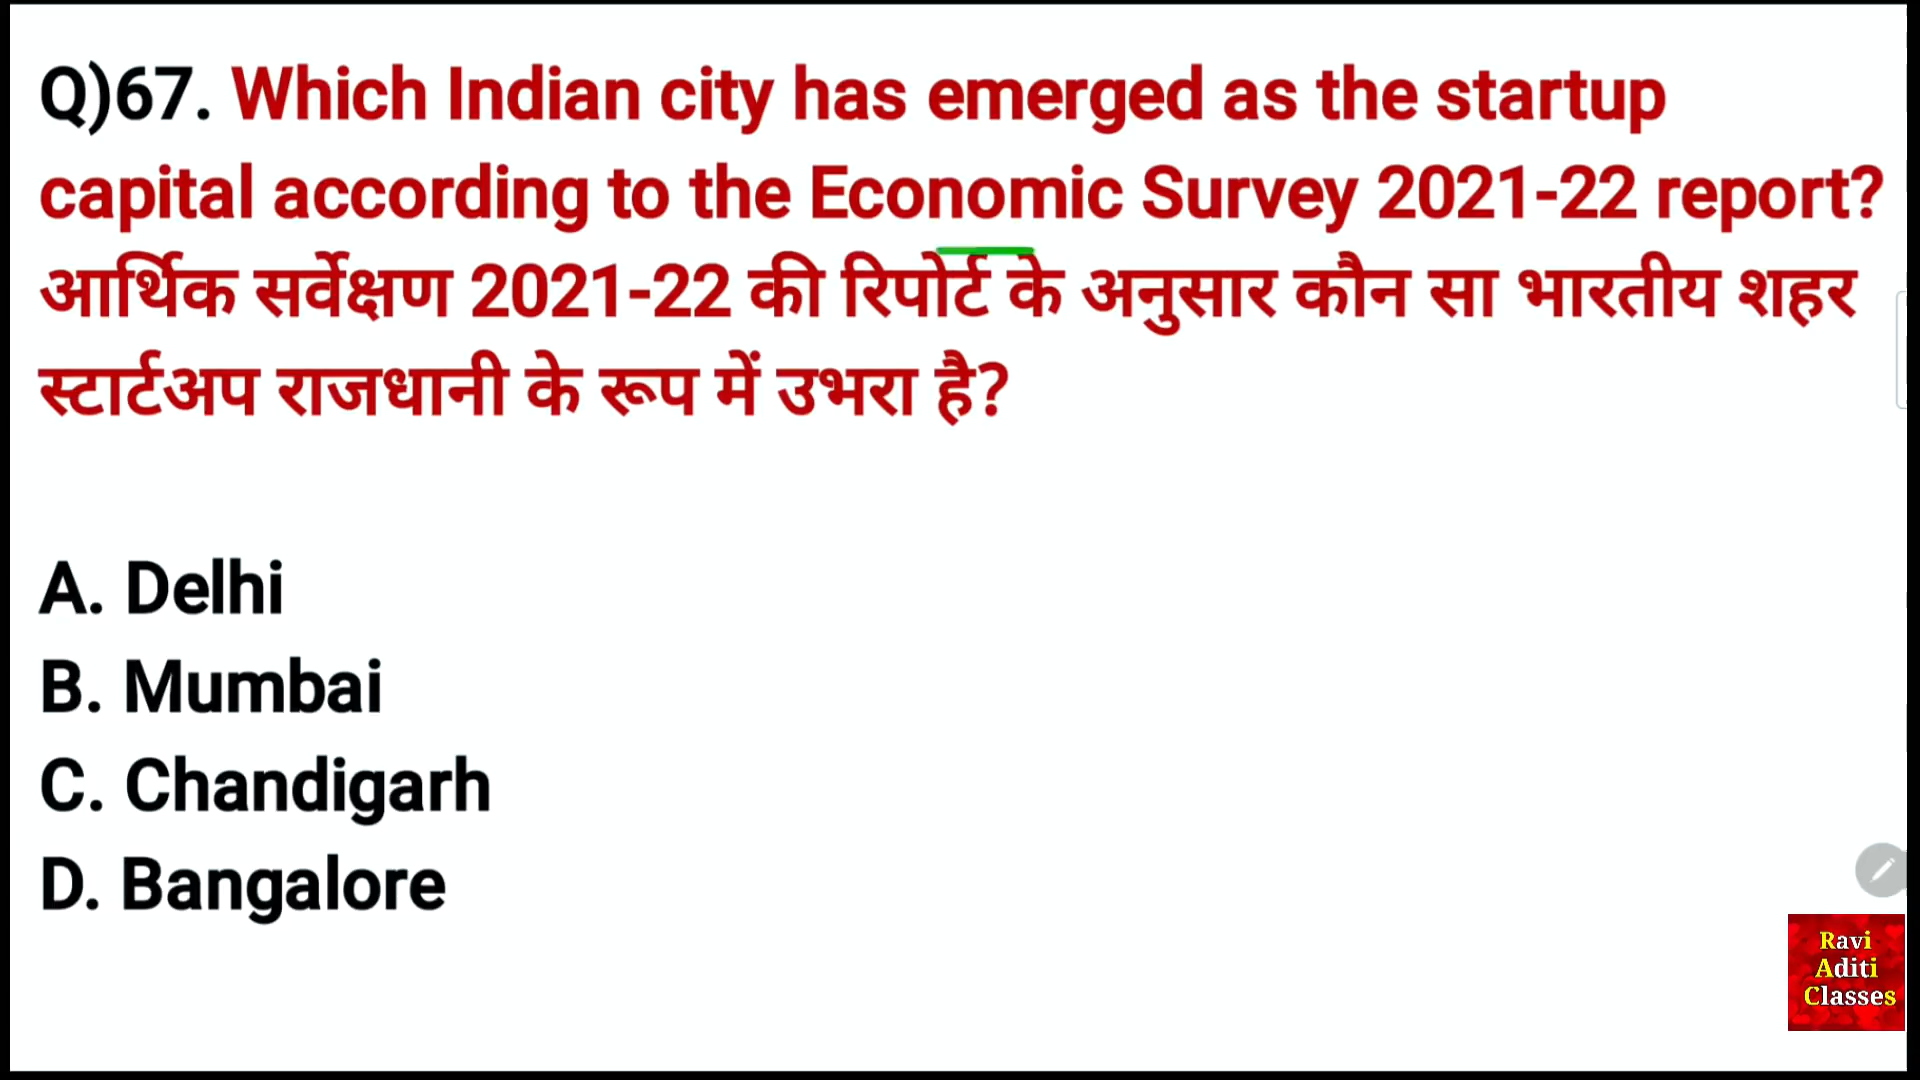 Q)67. Which Indian city has emerged as the startup
capital according to the Economic Survey 2021-22 report?
आर्थिक सर्वेक्षण 2021-22 की रिपोर्ट के अनुसार कौन सा भारतीय शहर
स्टार्टअप राजधानी के रूप में उभरा है?
A. Delhi
B. Mumbai
C. Chandigarh
D. Bangalore
Ravi
Aditi
Classes